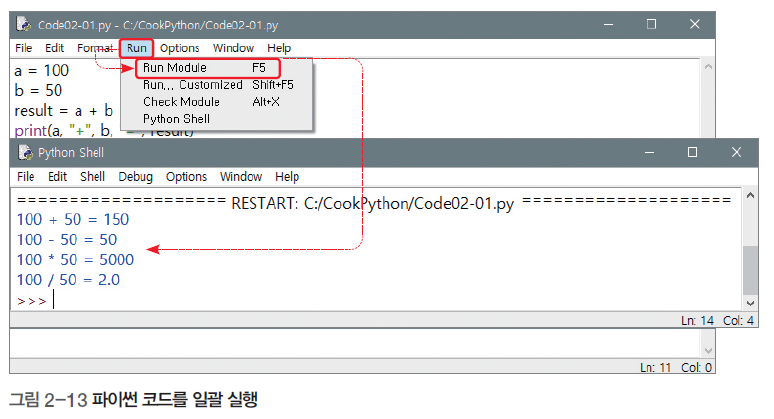 Code02-01.py - C:/CookPython/Code02-01.py
File Edit Format Run Options Window Help
a = 100
b = 50
result = a + b
print(a, "+", b, result)
Run Module F5
Run... Customized Shift+F5
Check Module Alt+X
Python Shell
Python Shell
File Edit Shell Debug Options Window Help
==================== RESTART: C:/CookPython/Code02-01.py ====================
100 + 50 = 150
100 - 50 = 50
100 * 50 = 5000
100 / 50 = 2.0
>>>
Ln: 14 Col: 4
Ln: 11 Col: 0
그림 2-13 파이썬 코드를 일괄 실행